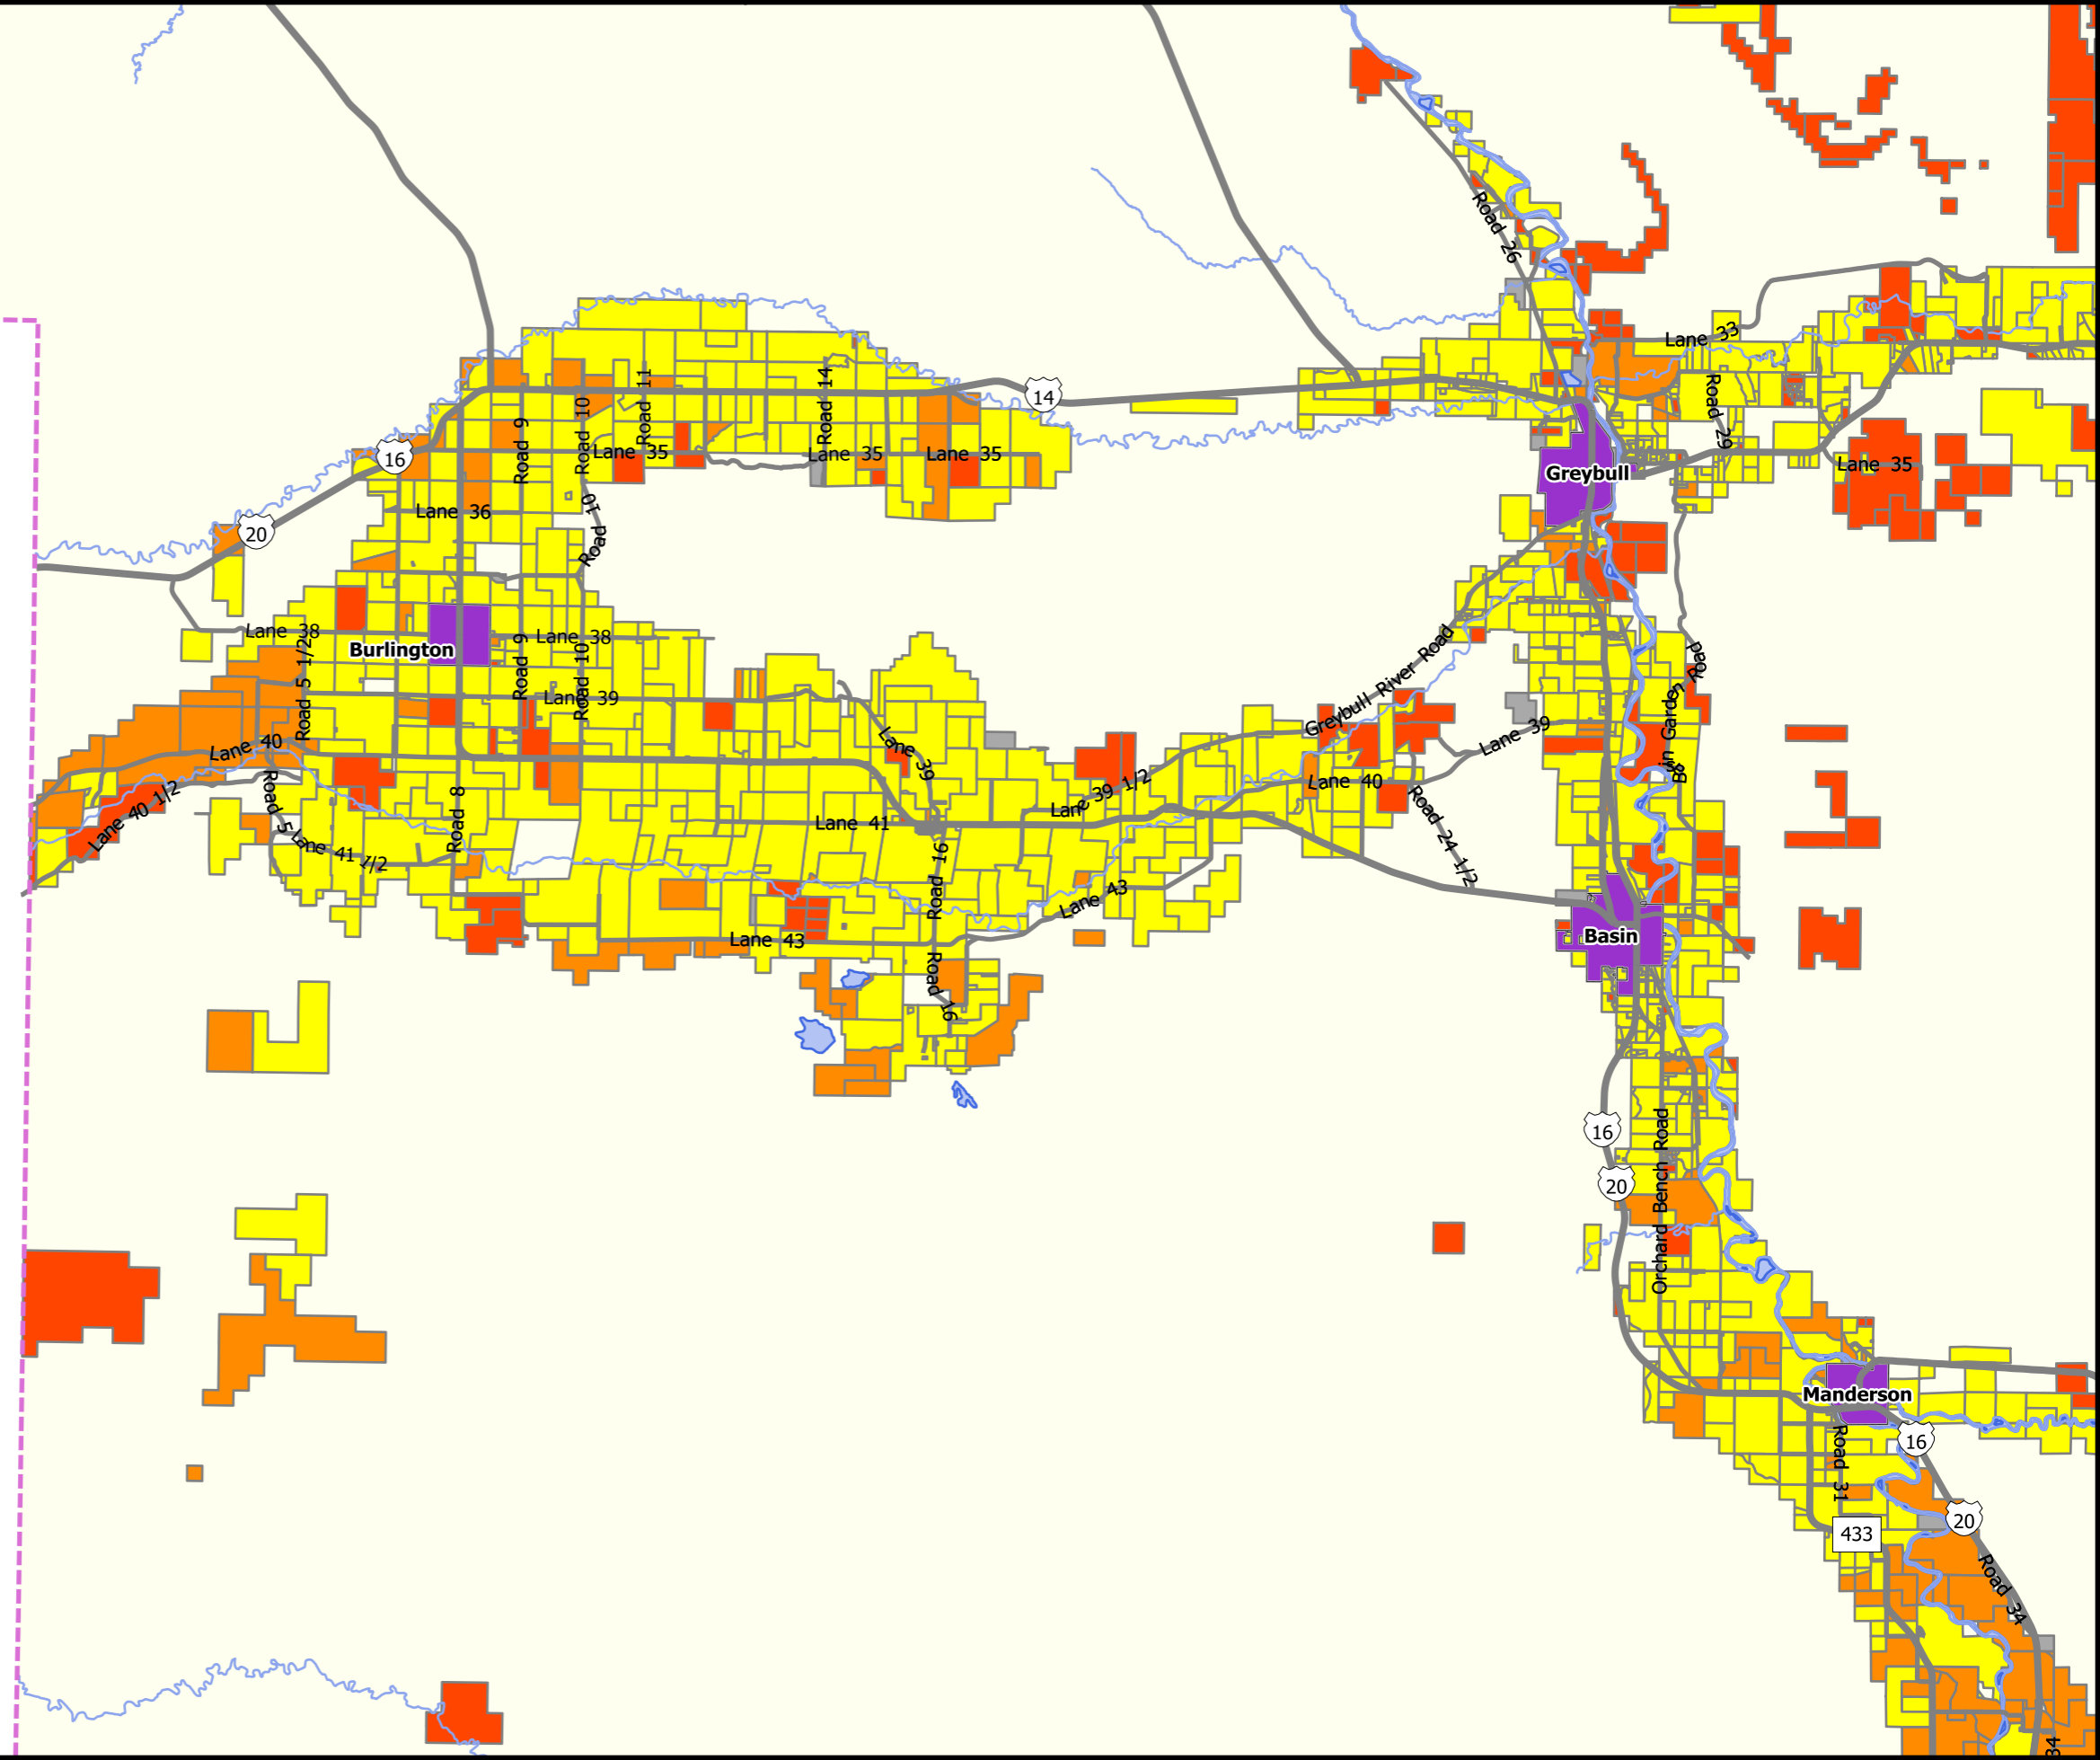 Road 26
Lane 33
14
Road 11
Road 14
Road 29
Road 10
Road 9
16
Lane 35
Lane 35
Lane 35
Lane 35
Greybull
Lane 36
20
Road 10
Lane 38
Lane 38
Burlington
Road 5 1/2
Road 9
Road 10
Lane 39
Greybull River Road
Lane 39
Lane 39
Lane 40
Lane 40
Lane 39 1/2
Lane 40 1/2
Road 5
Road 8
Lane 41
Road 24 1/2
Lane 41 1/2
Road 16
Lane 43
Lane 43
Basin
Road 16
16
20
Orchard Bench Road
Manderson
16
Road 31
20
433
Road 34
34